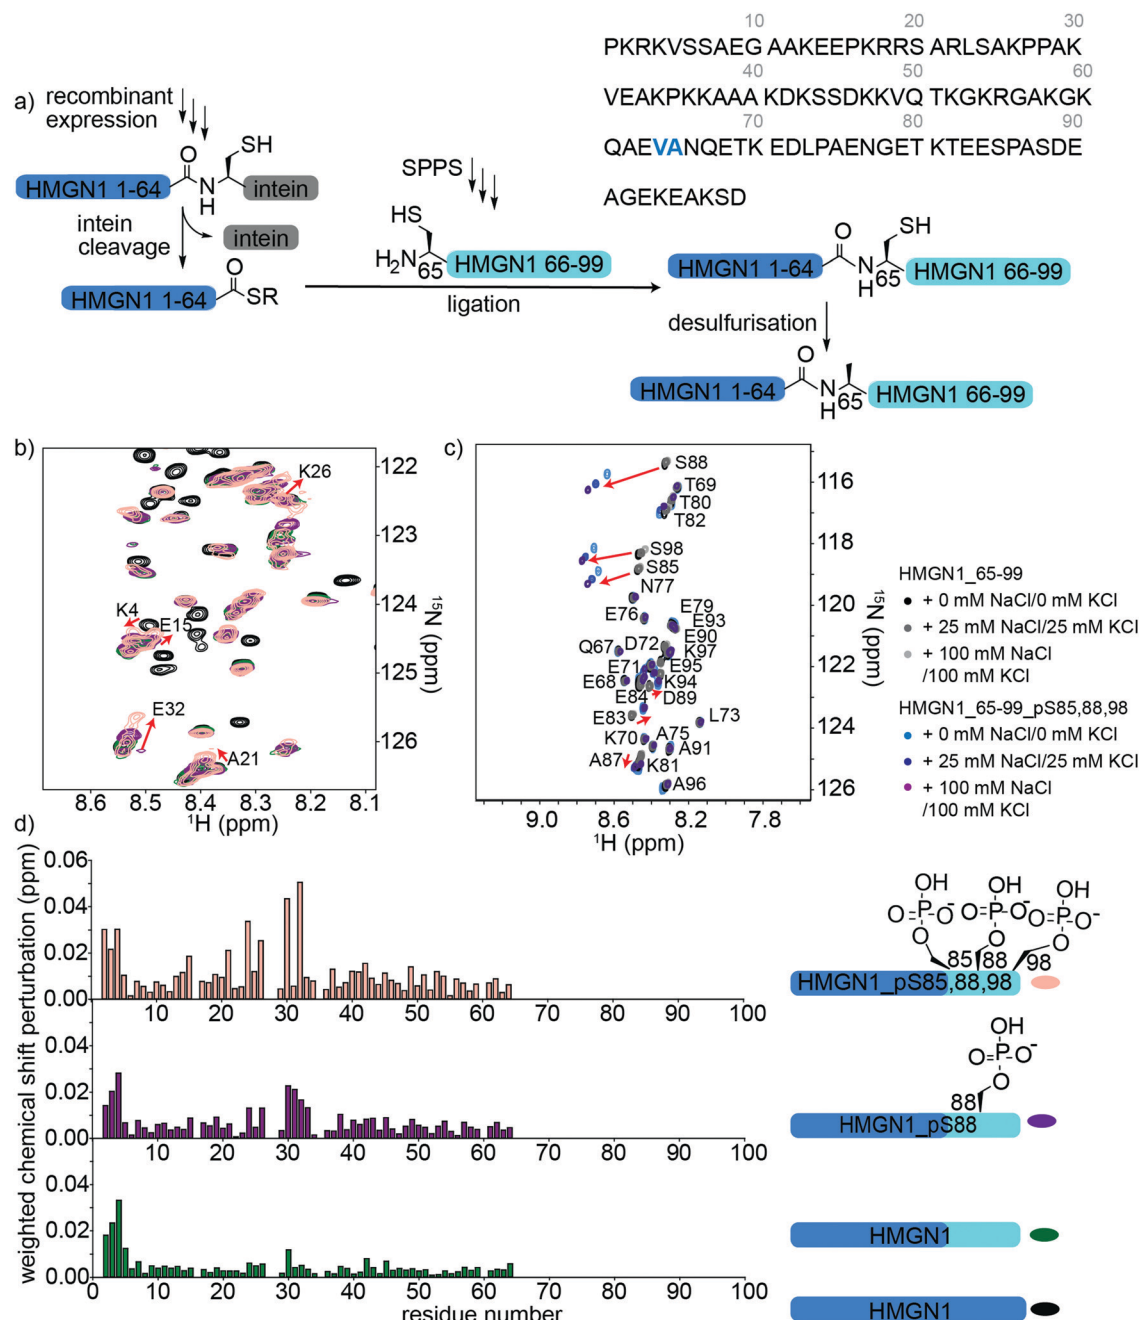 10 20 30
PKRKVSSAEG AAKEEPKRRS ARLSAKPPAK
40 50 60
VEAKPKKAAA KDKSSDKKVQ TKGKRGAKGK
70 80 90
QAEVANQETK EDLPAENGET KTEESPASDE
AGEKEAKSD
a) recombinant
expression
O SH
HMGN1 1-64 N H intein
intein
cleavage
intein
O
HMGN1 1-64 SR
SPPS
HS
H2N 65 HMGN1 66-99
ligation
O SH
HMGN1 1-64 N H 65 HMGN1 66-99
desulfurisation
O
HMGN1 1-64 N H 65 HMGN1 66-99
b)
K26
K4
E15
E32
A21
122
123
124
125
126
15N (ppm)
8.6 8.5 8.4 8.3 8.2 8.1
1H (ppm)
c)
S88
T69
T80
T82
S98
S85
N77
E76
E79
E93
E90
Q67 D72 K97
E71 E95
E68 K94
E84 D89
E83 L73
K70 A75
A87 A91
K81
A96
116
118
120
122
124
126
15N (ppm)
9.0 8.6 8.2 7.8
1H (ppm)
HMGN1_65-99
+ 0 mM NaCl/0 mM KCl
+ 25 mM NaCl/25 mM KCl
+ 100 mM NaCl
/100 mM KCl
HMGN1_65-99_pS85,88,98
+ 0 mM NaCl/0 mM KCl
+ 25 mM NaCl/25 mM KCl
+ 100 mM NaCl
/100 mM KCl
d)
weighted chemical shift perturbation (ppm)
0.06
0.04
0.02
0.00
10 20 30 40 50 60 70 80 90 100
0.04
0.02
0.00
10 20 30 40 50 60 70 80 90 100
0.04
0.02
0.00
0 10 20 30 40 50 60 70 80 90 100
residue number
OH OH OH
O=P-O- O=P-O- O=P-O-
O O O
85 88 98
HMGN1_pS85,88,98
OH
O=P-O-
O
88
HMGN1_pS88
HMGN1
HMGN1